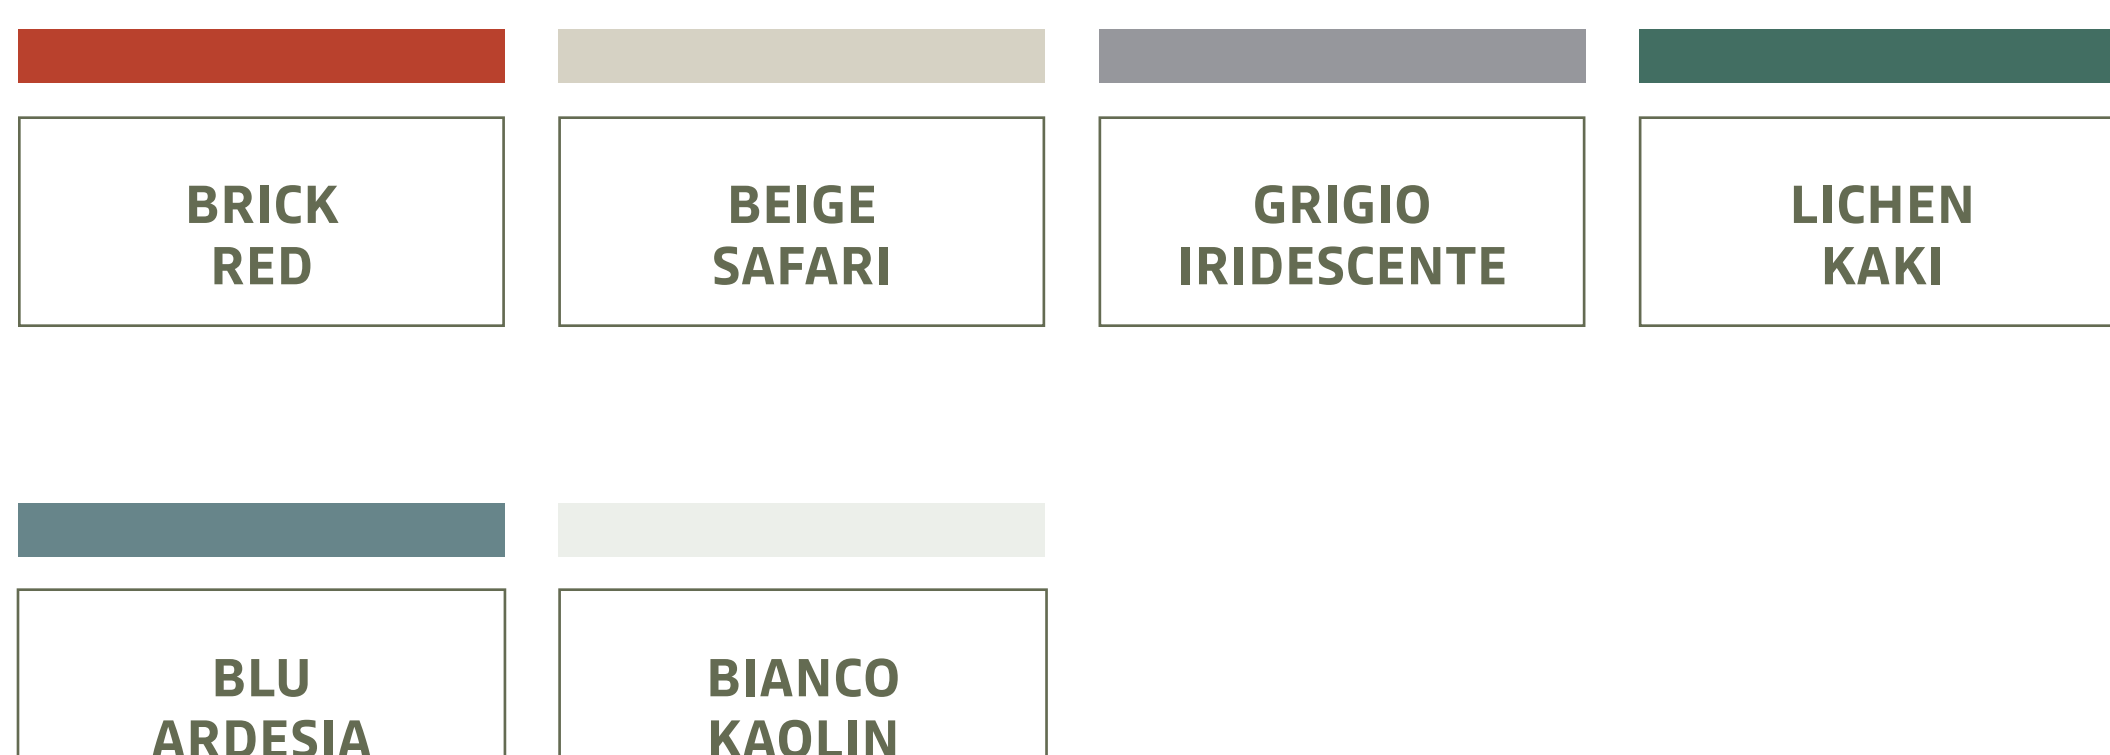 BRICK
RED
BEIGE
SAFARI
GRIGIO
IRIDESCENTE
LICHEN
KAKI
BLU
ARDESIA
BIANCO
KAOLIN